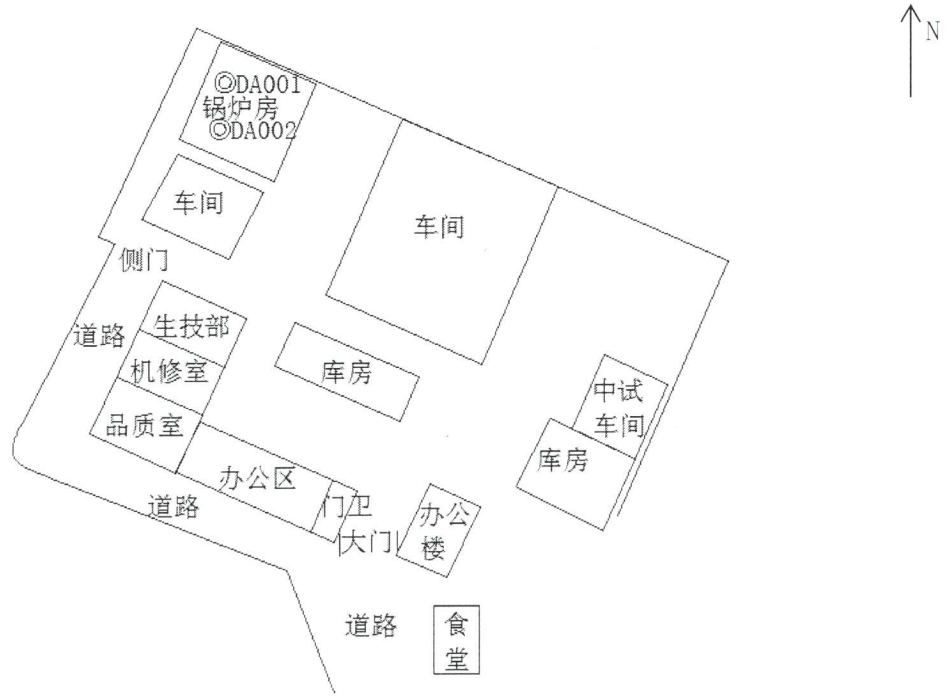 N
◎DA001
锅炉房
◎DA002
车间
车间
侧门
生技部
道路
机修室
库房
中试
车间
品质室
库房
办公区
道路
门卫
办公
楼
大门
道路
食
堂